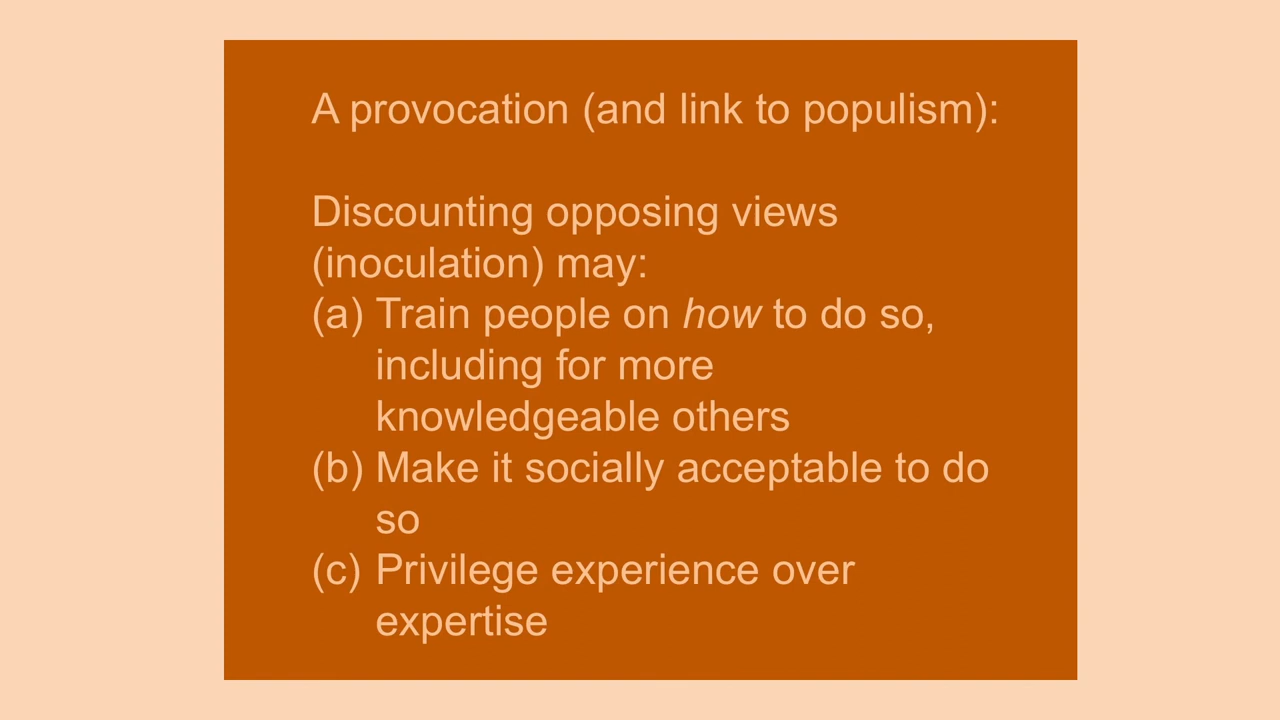 A provocation (and link to populism):
Discounting opposing views
(inoculation) may:
(a) Train people on how to do so,
including for more
knowledgeable others
(b) Make it socially acceptable to do
so
(c) Privilege experience over
expertise